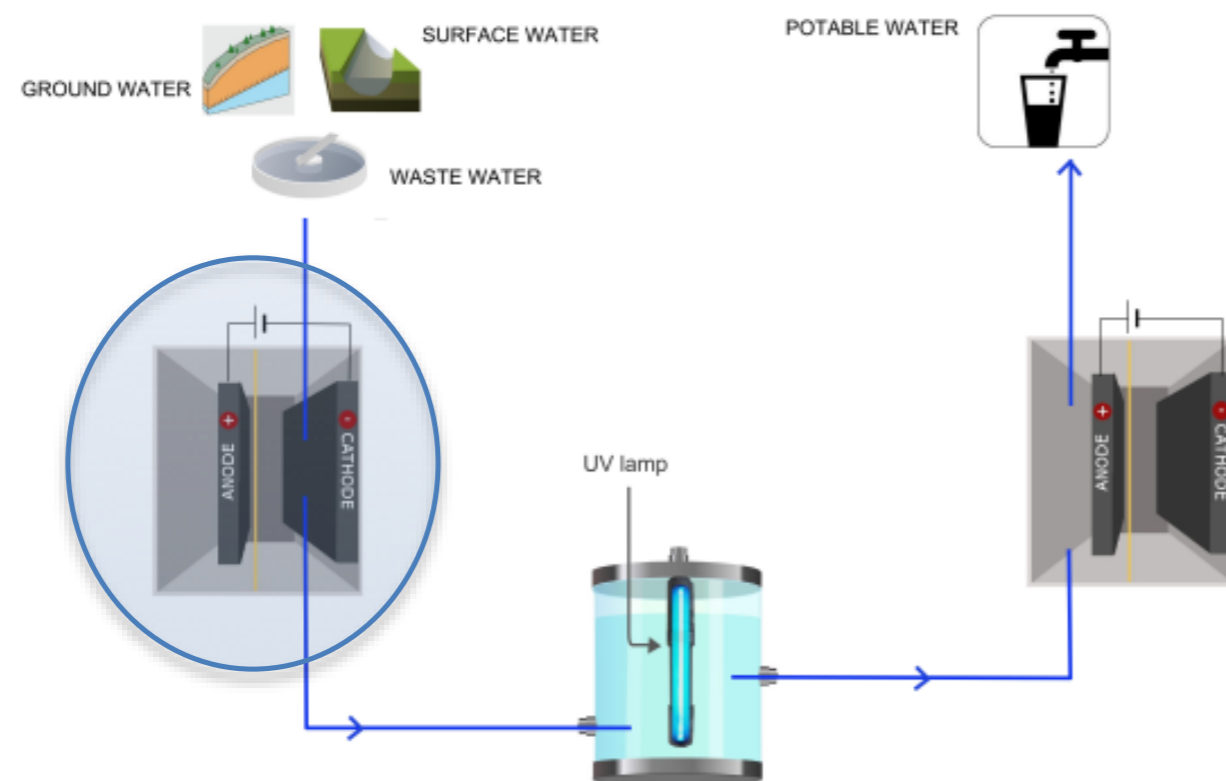 SURFACE WATER
GROUND WATER
WASTE WATER
POTABLE WATER
+
ANODE
-
CATHODE
UV lamp
+
ANODE
-
CATHODE